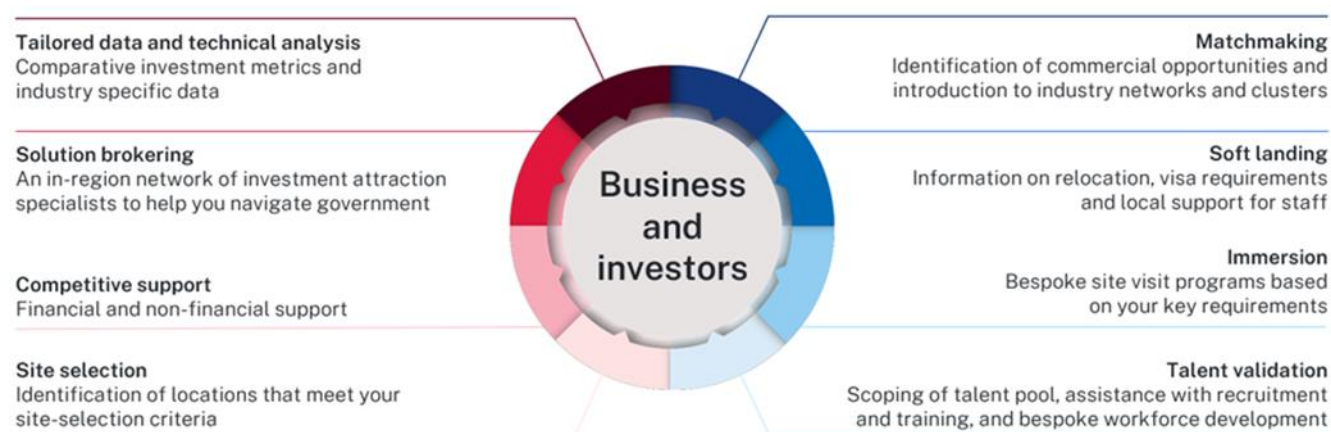 Tailored data and technical analysis
Comparative investment metrics and
industry specific data
Solution brokering
An in-region network of investment attraction
specialists to help you navigate government
Competitive support
Financial and non-financial support
Site selection
Identification of locations that meet your
site-selection criteria
Business
and
investors
Matchmaking
Identification of commercial opportunities and
introduction to industry networks and clusters
Soft landing
Information on relocation, visa requirements
and local support for staff
Immersion
Bespoke site visit programs based
on your key requirements
Talent validation
Scoping of talent pool, assistance with recruitment
and training, and bespoke workforce development